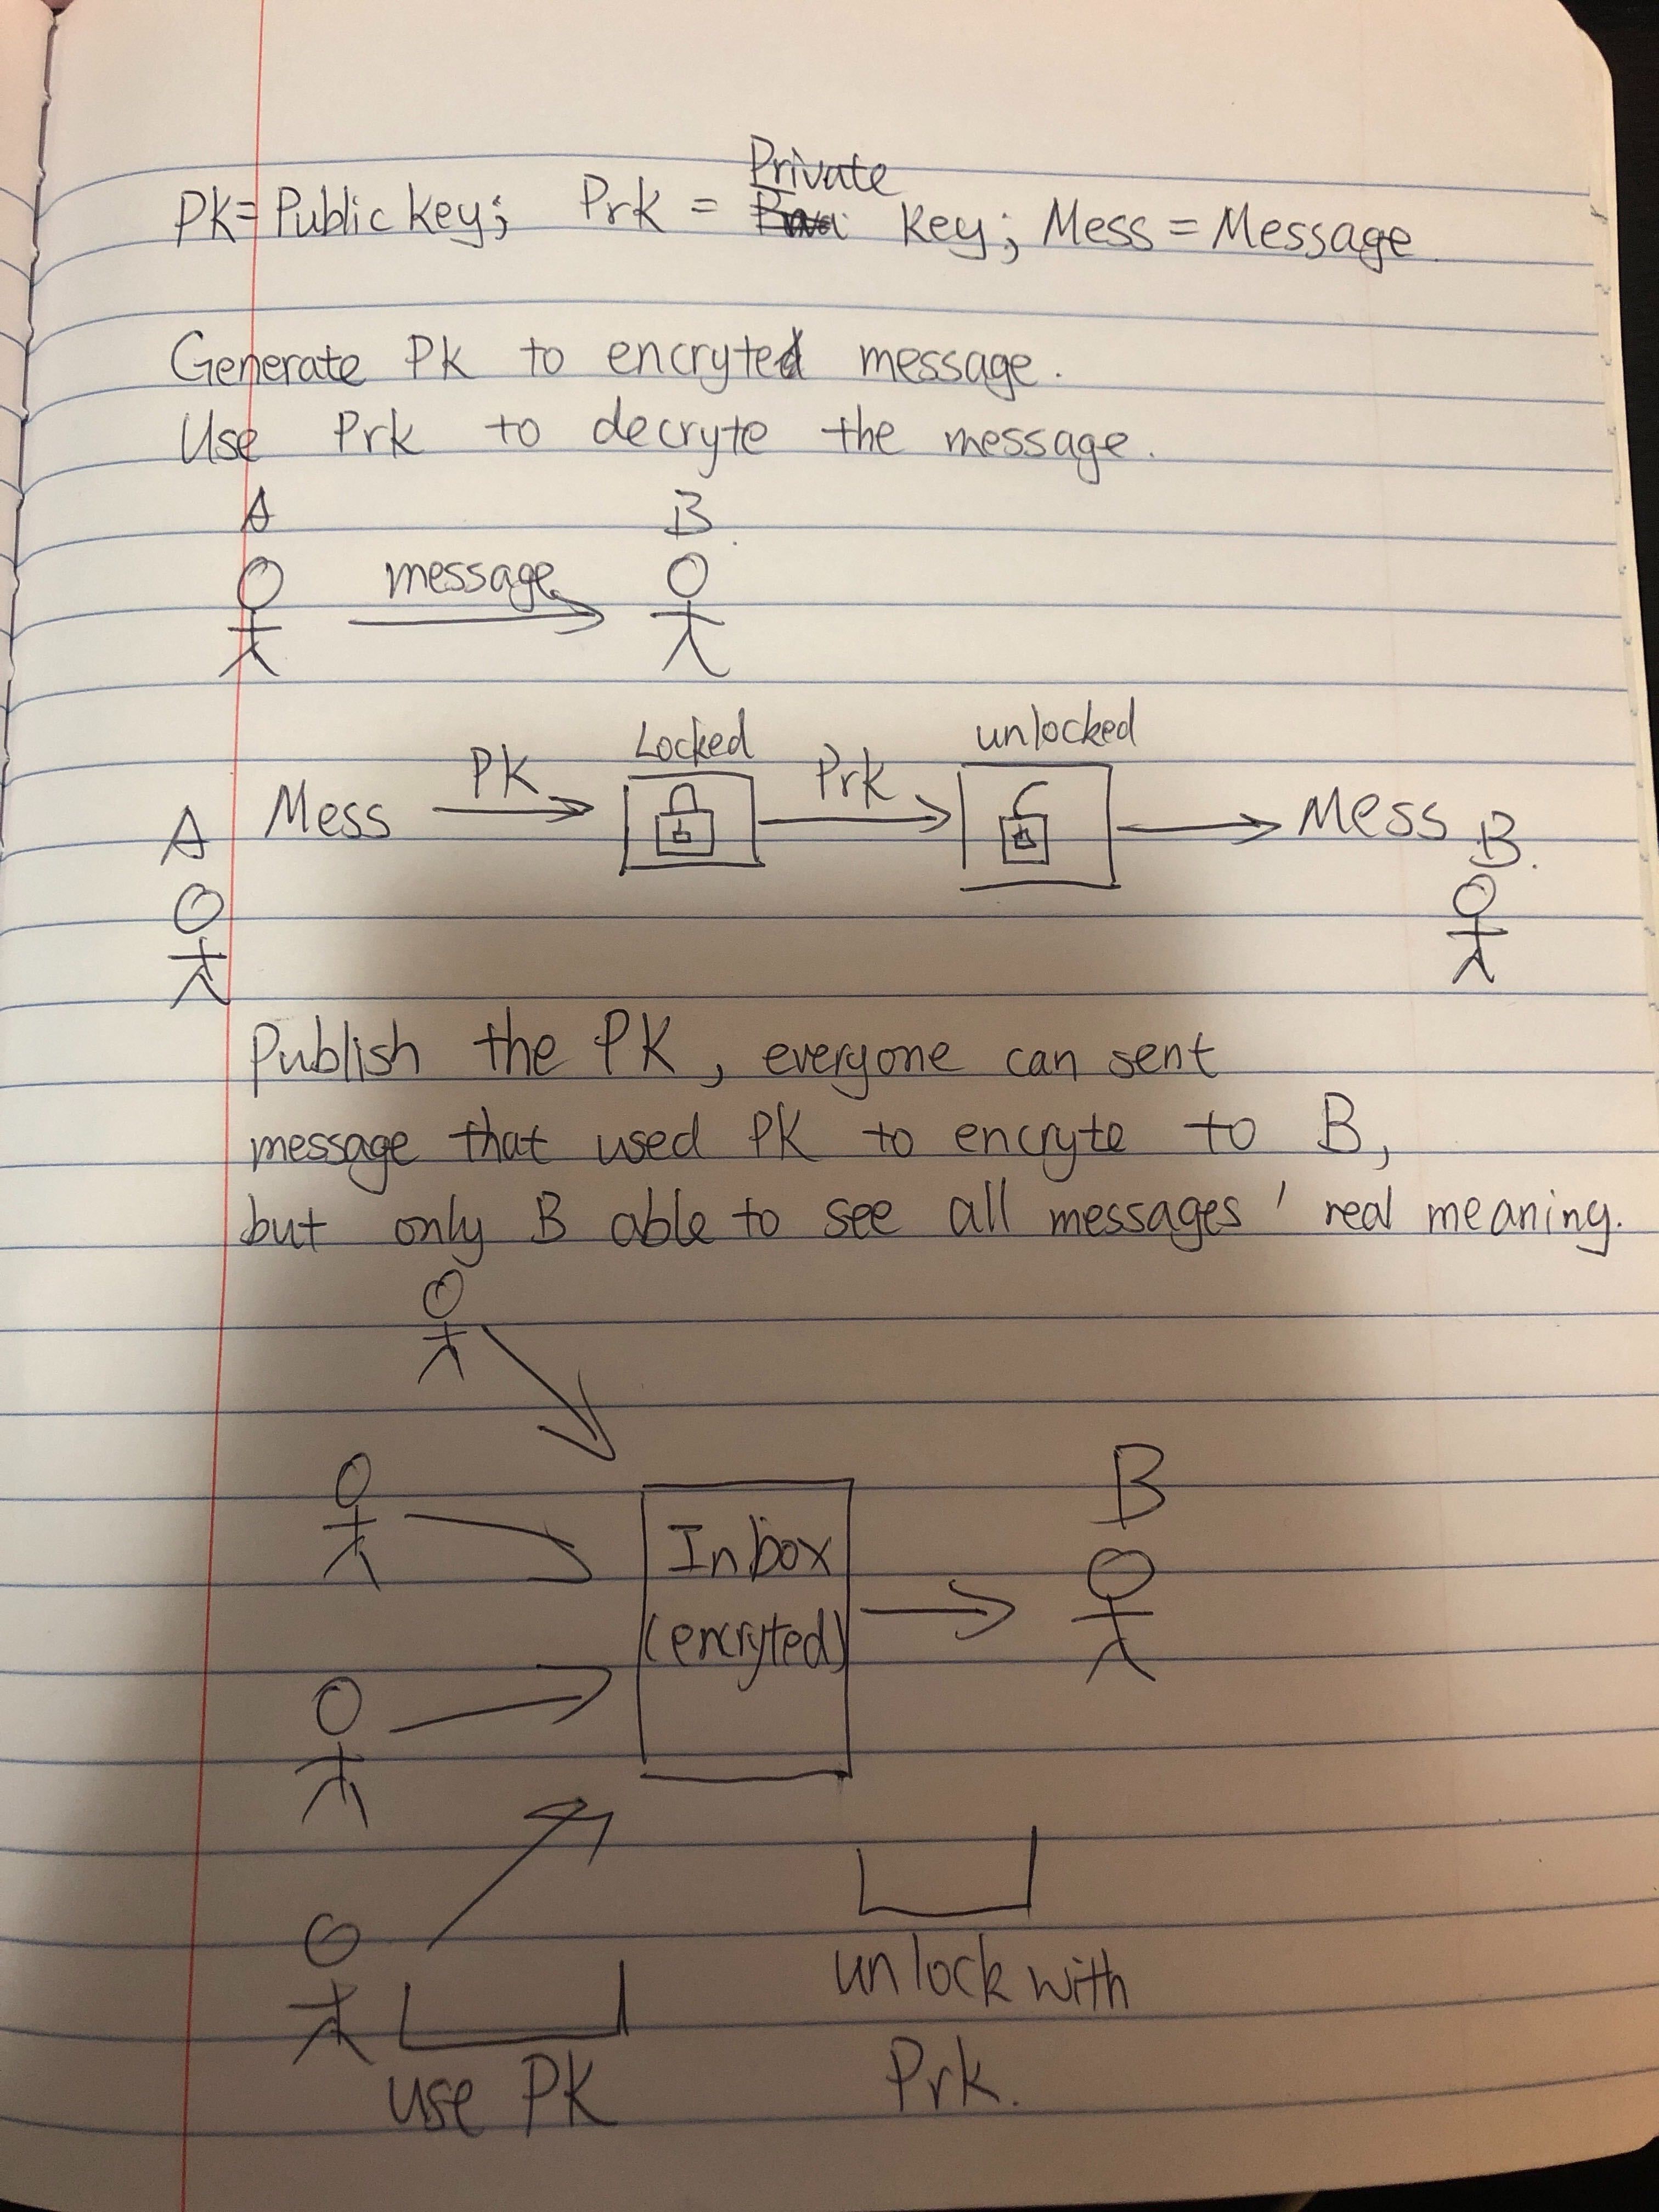 Private
PK = Public key; Prk = key; Mess = Message.
Generate PK to encryted message.
Use Prk to decryte the message.
A B
message
Locked unlocked
PK Prk
A Mess Mess B.
Publish the PK, everyone can sent
message that used PK to encryte to B,
but only B able to see all messages' real meaning.
B
Inbox
(encryted)
unlock with
Prk.
use PK